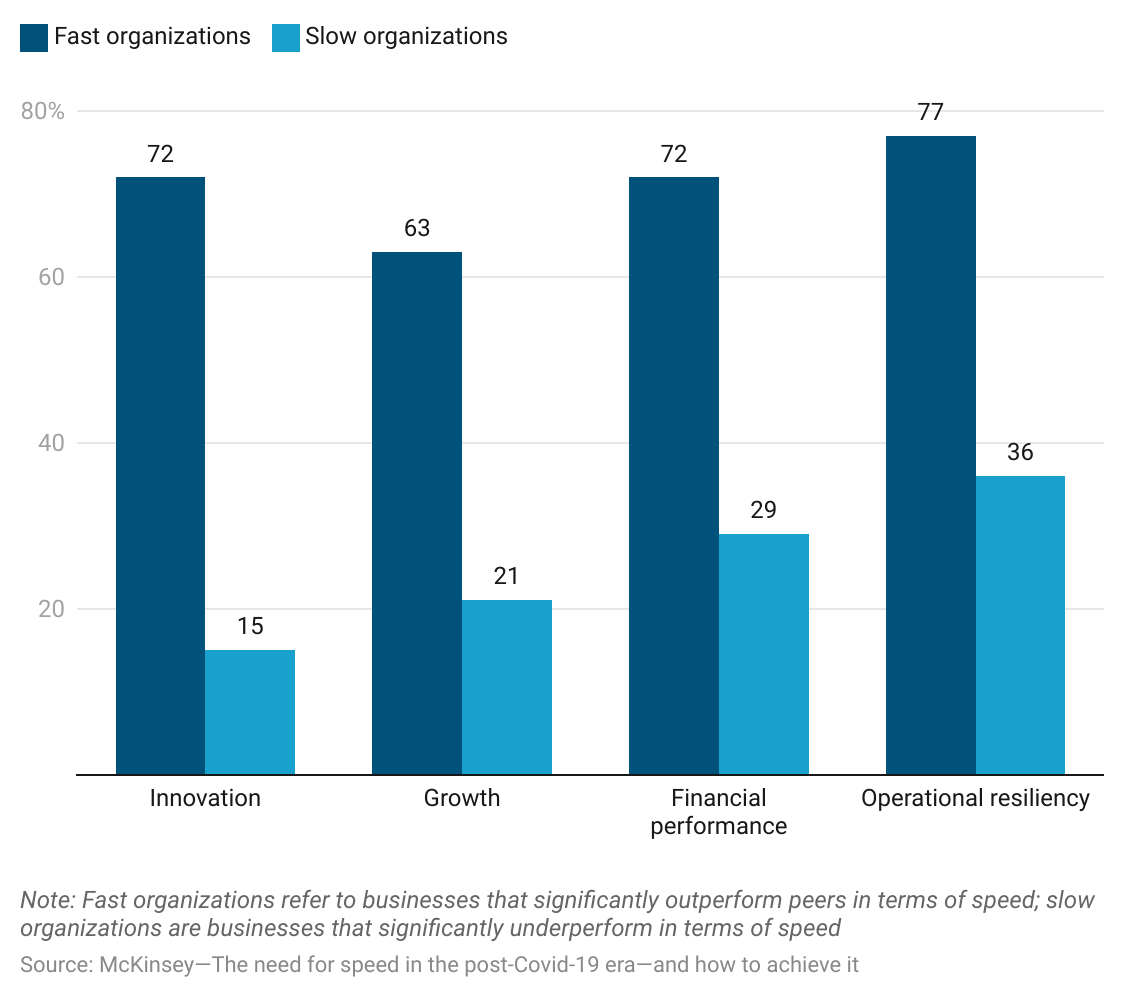 Fast organizations Slow organizations
80%
60
40
20
72
15
63
21
72
29
77
36
Innovation
Growth
Financial
performance
Operational resiliency
Note: Fast organizations refer to businesses that significantly outperform peers in terms of speed; slow
organizations are businesses that significantly underperform in terms of speed
Source: McKinsey—The need for speed in the post-Covid-19 era—and how to achieve it